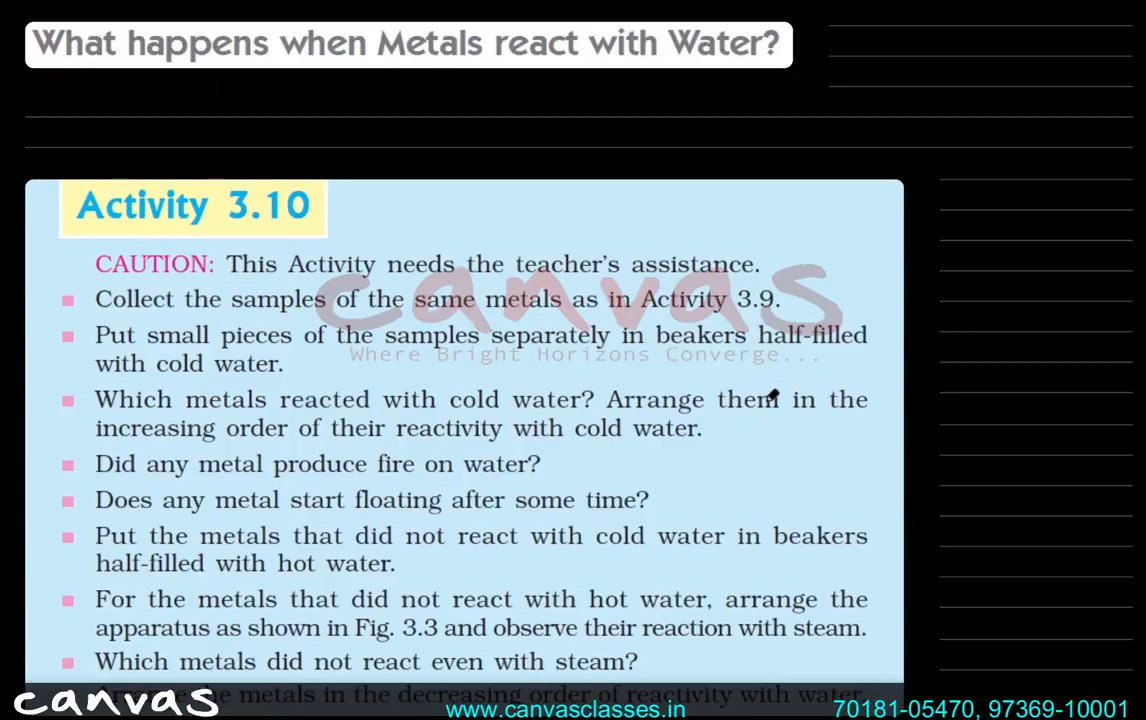 What happens when Metals react with Water?
Activity 3.10
CAUTION: This Activity needs the teacher's assistance.
Collect the samples of the same metals as in Activity 3.9.
Put small pieces of the samples separately in beakers half-filled
with cold water.
Which metals reacted with cold water? Arrange them in the
increasing order of their reactivity with cold water.
Did any metal produce fire on water?
Does any metal start floating after some time?
Put the metals that did not react with cold water in beakers
half-filled with hot water.
For the metals that did not react with hot water, arrange the
apparatus as shown in Fig. 3.3 and observe their reaction with steam.
Which metals did not react even with steam?
Arrange the metals in the decreasing order of reactivity with water.
canvas
Where Bright Horizons Converge...
canvas
www.canvasclasses.in
70181-05470, 97369-10001